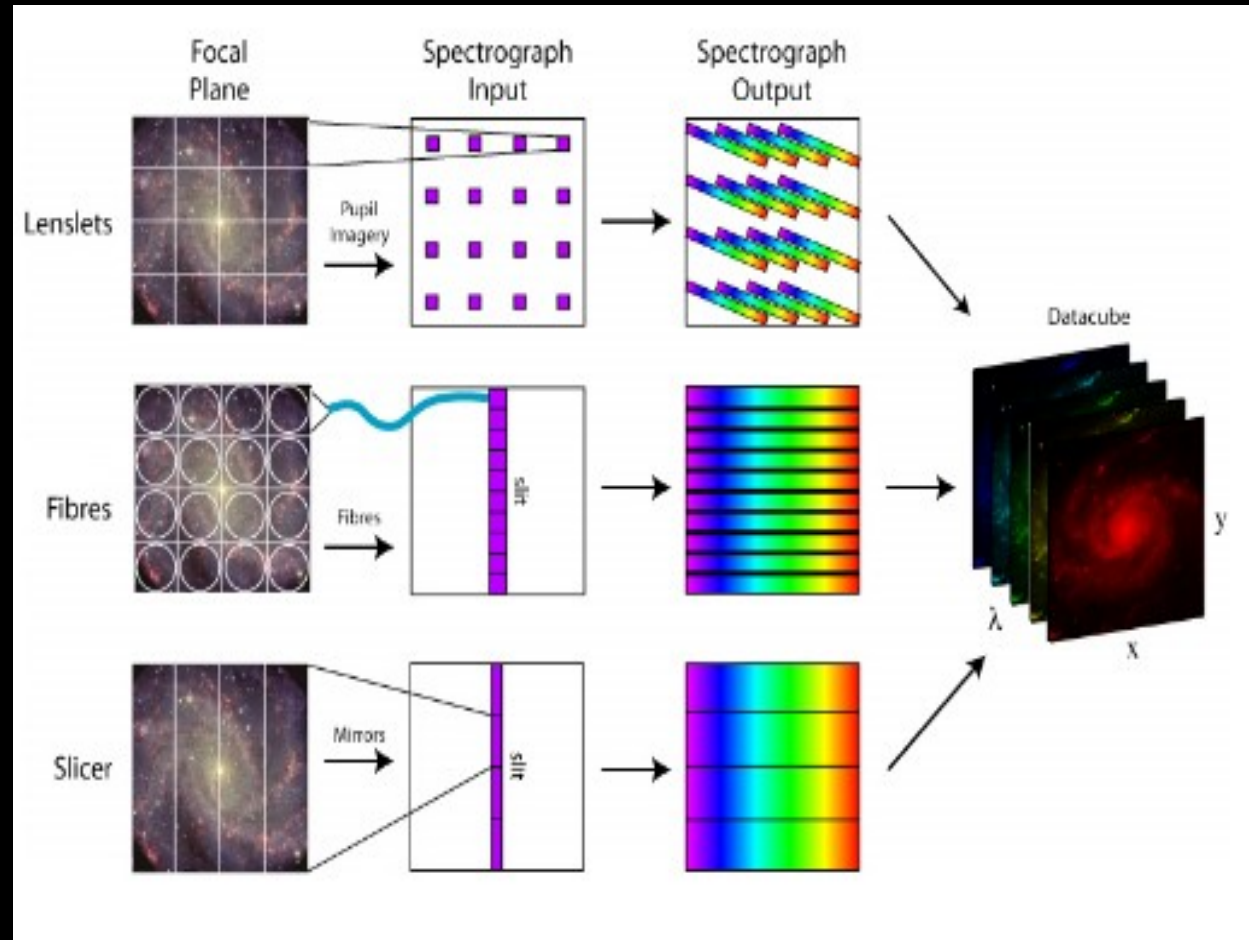 Focal
Plane
Spectrograph
Input
Spectrograph
Output
Lenslets
Pupil
Imagery
Datacube
Fibres
Fibres
slit
y
λ
x
Slicer
Mirrors
slit